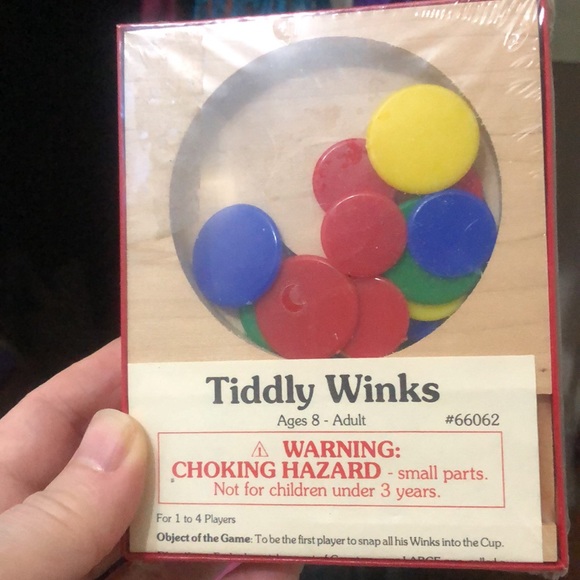 Tiddly Winks
Ages 8 - Adult #66062
⚠ WARNING:
CHOKING HAZARD - small parts.
Not for children under 3 years.
For 1 to 4 Players
Object of the Game: To be the first player to snap all his Winks into the Cup.